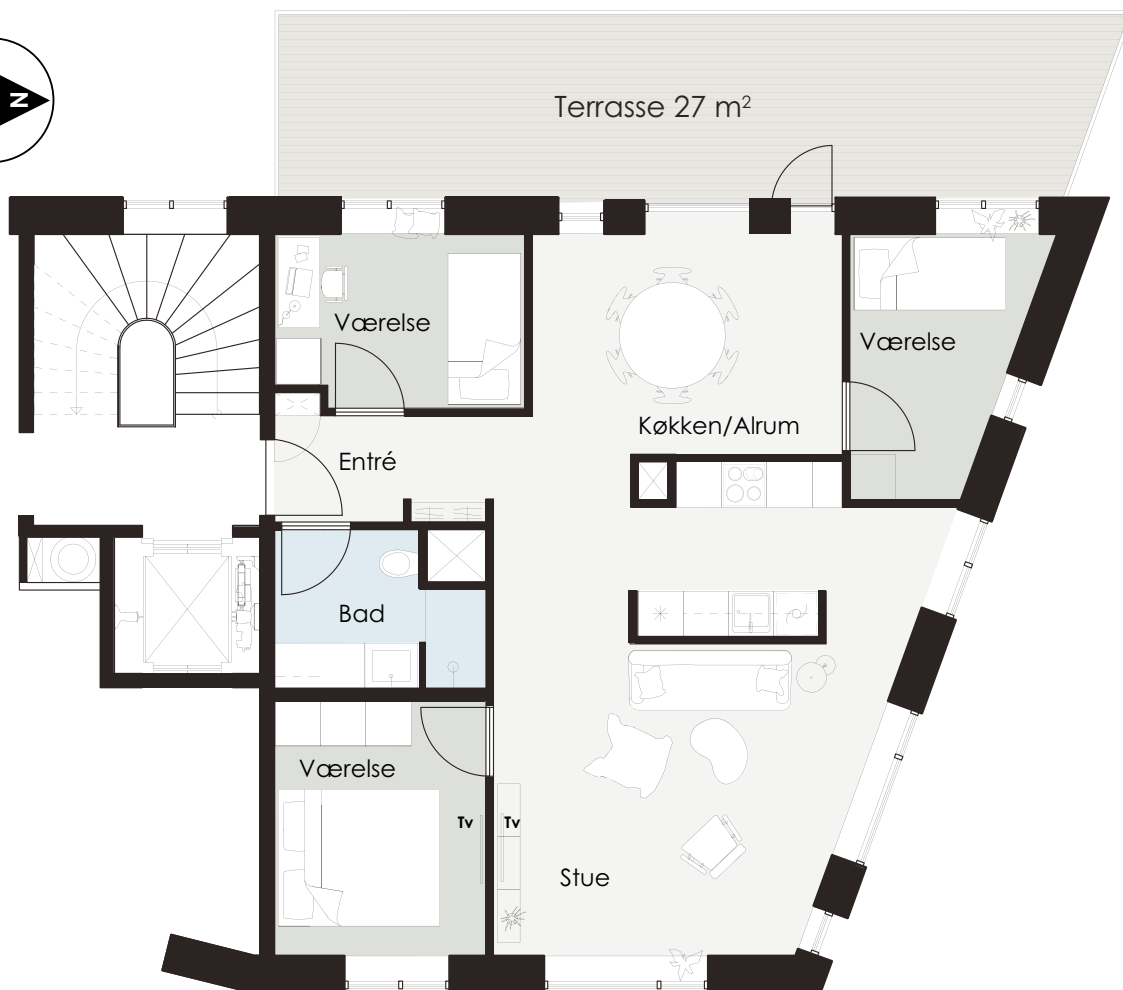 N
Terrasse 27 m²
Værelse
Værelse
Køkken/Alrum
Entré
Bad
Værelse
Tv
Tv
Stue